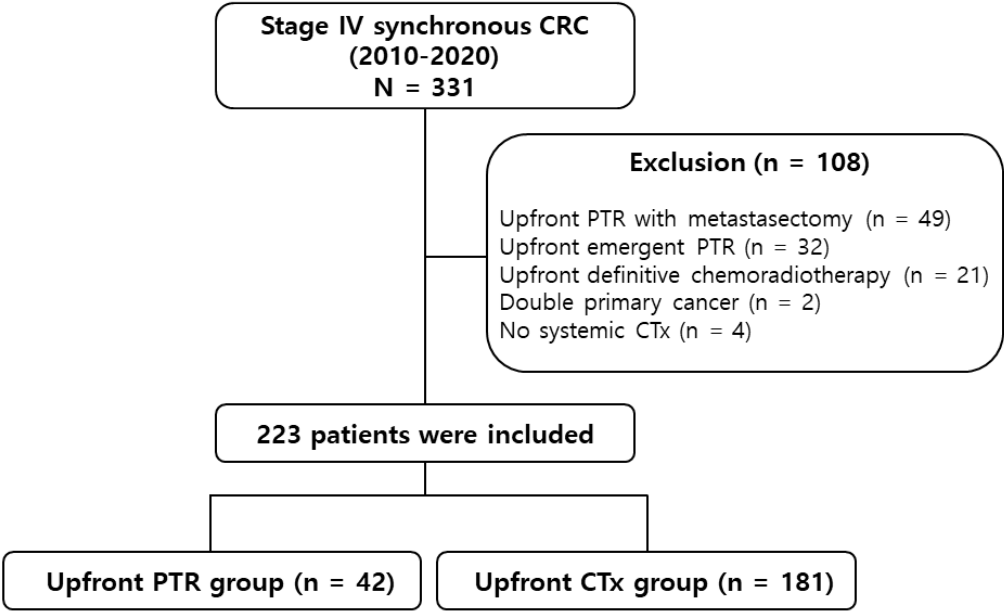 Stage IV synchronous CRC
(2010-2020)
N = 331
Exclusion (n = 108)
Upfront PTR with metastasectomy (n = 49)
Upfront emergent PTR (n = 32)
Upfront definitive chemoradiotherapy (n = 21)
Double primary cancer (n = 2)
No systemic CTx (n = 4)
223 patients were included
Upfront PTR group (n = 42)
Upfront CTx group (n = 181)